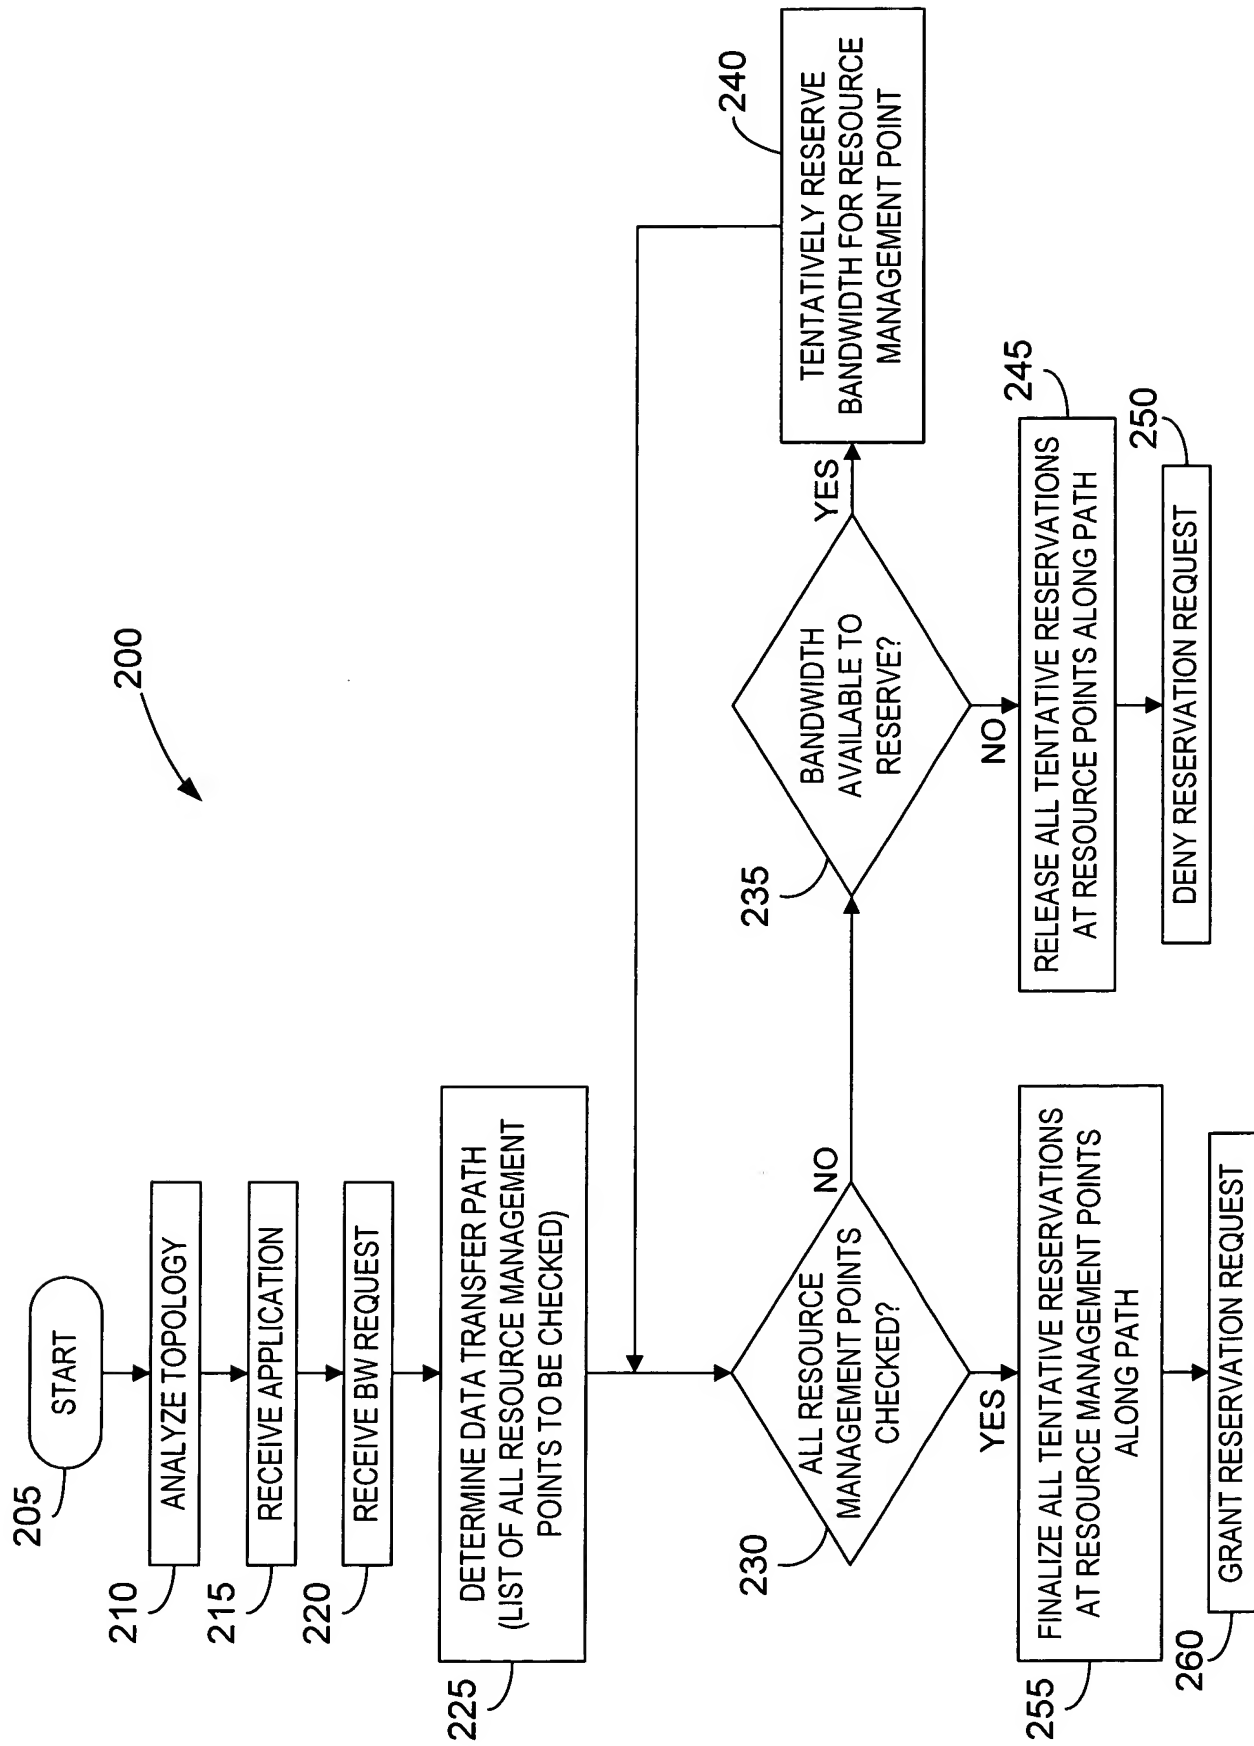 200
205
START
210
ANALYZE TOPOLOGY
215
RECEIVE APPLICATION
220
RECEIVE BW REQUEST
225
DETERMINE DATA TRANSFER PATH
(LIST OF ALL RESOURCE MANAGEMENT
POINTS TO BE CHECKED)
230
ALL RESOURCE
MANAGEMENT POINTS
CHECKED?
NO
YES
235
BANDWIDTH
AVAILABLE TO
RESERVE?
YES
NO
240
TENTATIVELY RESERVE
BANDWIDTH FOR RESOURCE
MANAGEMENT POINT
245
RELEASE ALL TENTATIVE RESERVATIONS
AT RESOURCE POINTS ALONG PATH
250
DENY RESERVATION REQUEST
255
FINALIZE ALL TENTATIVE RESERVATIONS
AT RESOURCE MANAGEMENT POINTS
ALONG PATH
260
GRANT RESERVATION REQUEST